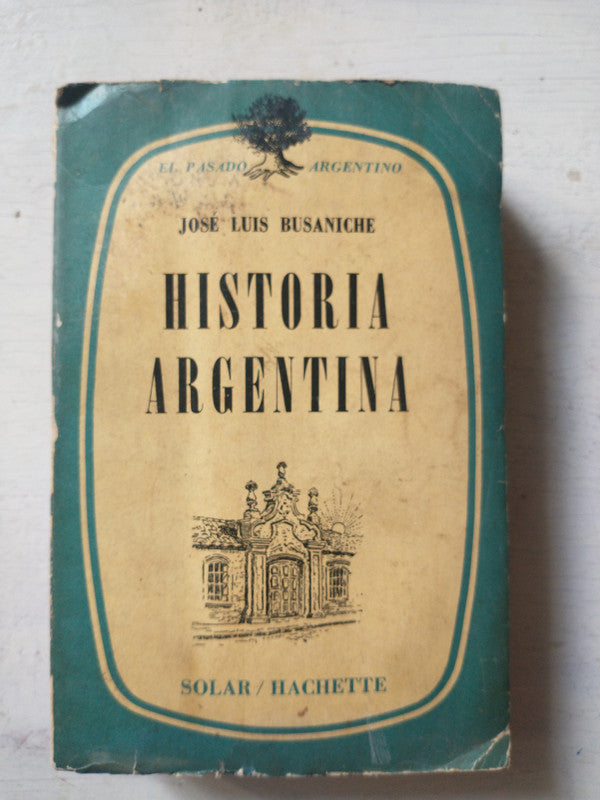 EL PASADO ARGENTINO
JOSÉ LUIS BUSANICHE
HISTORIA
ARGENTINA
SOLAR / HACHETTE